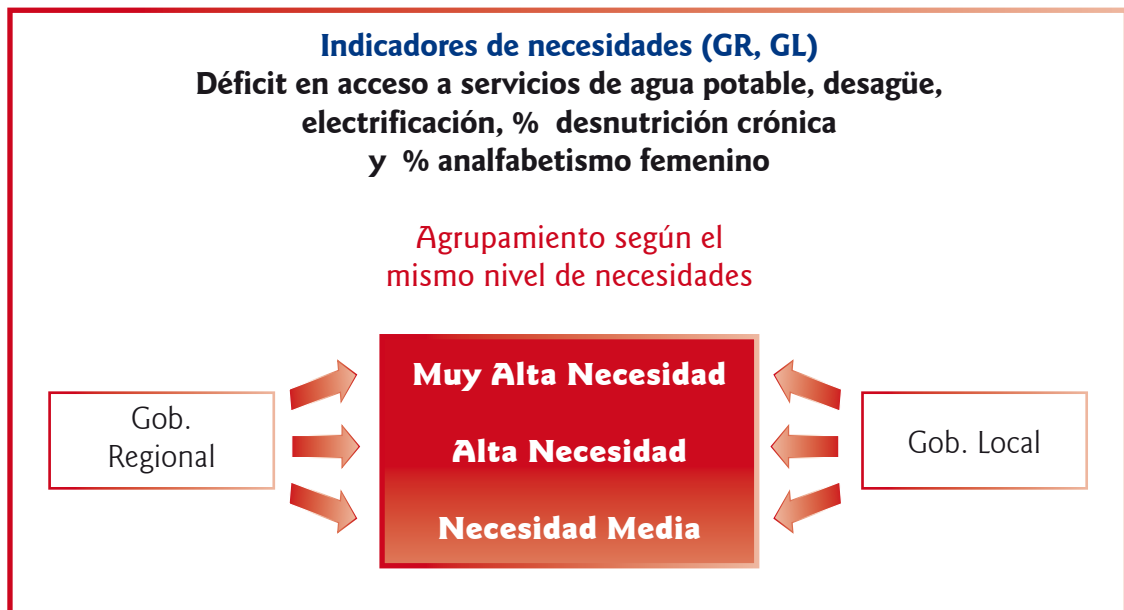 Indicadores de necesidades (GR, GL)
Déficit en acceso a servicios de agua potable, desagüe,
electrificación, % desnutrición crónica
y % analfabetismo femenino
Agrupamiento según el
mismo nivel de necesidades
Muy Alta Necesidad
Gob.
Regional
Alta Necesidad
Gob. Local
Necesidad Media